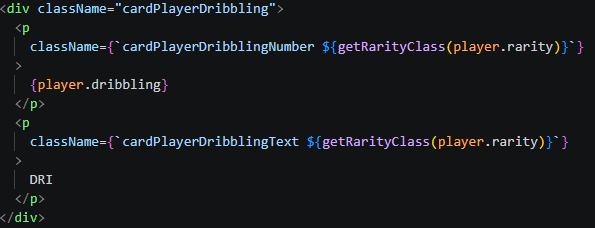 <div className="cardPlayerDribbling">
  <p
    className={`cardPlayerDribblingNumber ${getRarityClass(player.rarity)}`}
  >
    {player.dribbling}
  </p>
  <p
    className={`cardPlayerDribblingText ${getRarityClass(player.rarity)}`}
  >
    DRI
  </p>
</div>